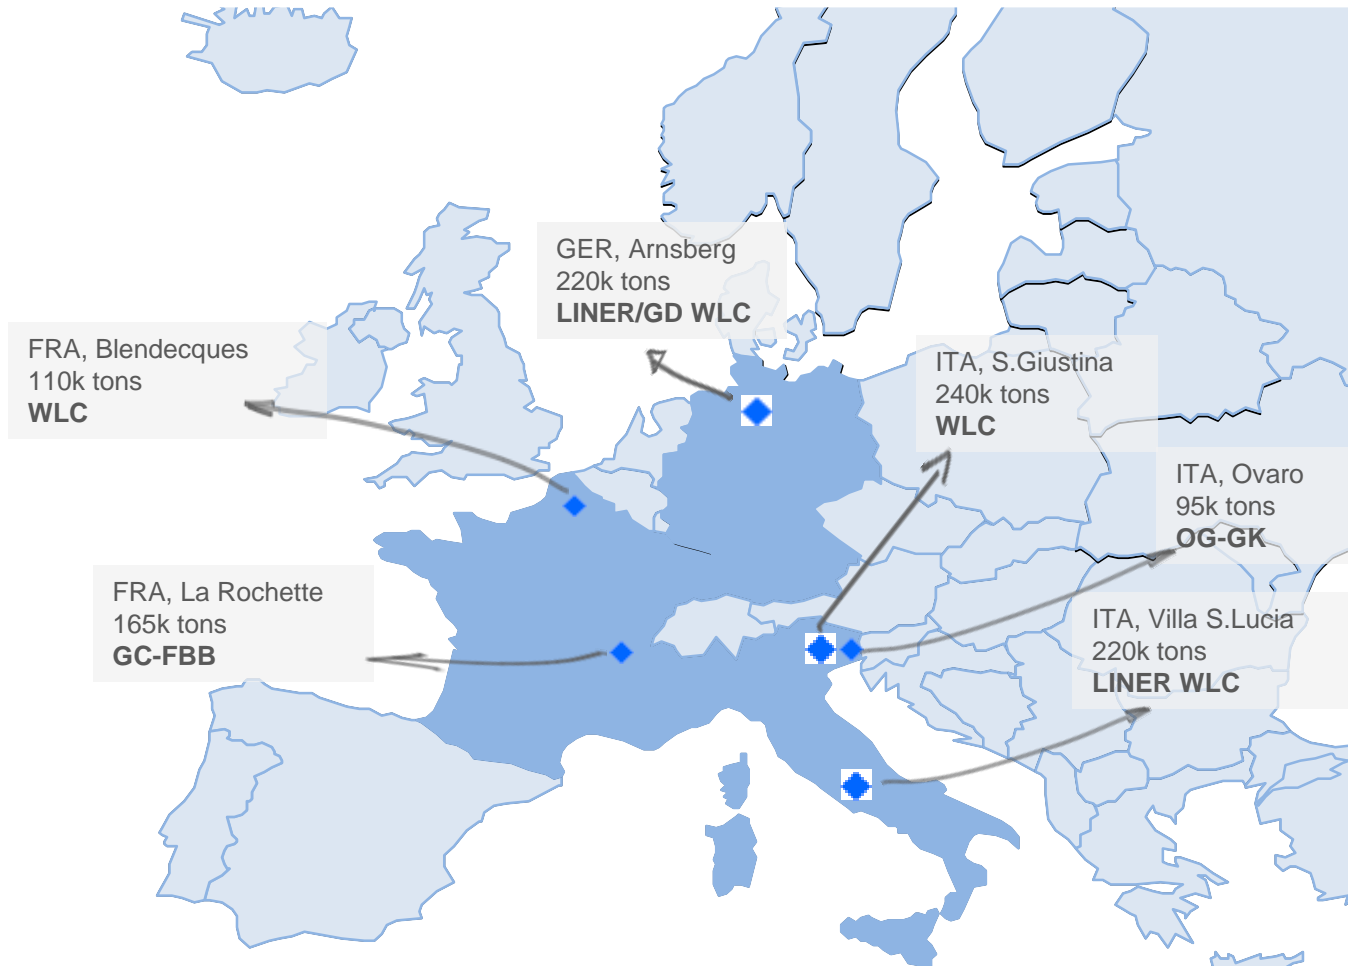 GER, Arnsberg
220k tons
LINER/GD WLC
FRA, Blendecques
110k tons
WLC
ITA, S.Giustina
240k tons
WLC
ITA, Ovaro
95k tons
OG-GK
FRA, La Rochette
165k tons
GC-FBB
ITA, Villa S.Lucia
220k tons
LINER WLC